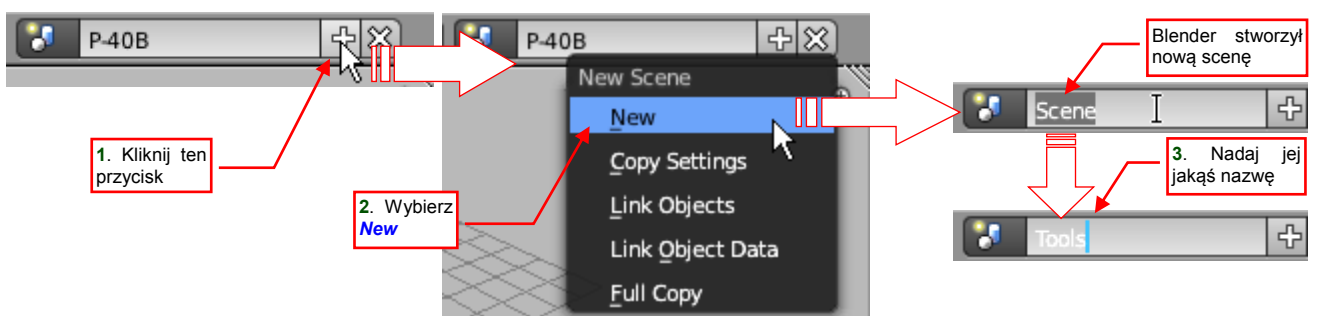 P-40B
1. Kliknij ten
przycisk
P-40B
New Scene
New
Copy Settings
Link Objects
Link Object Data
Full Copy
2. Wybierz
New
Blender stworzył
nową scenę
Scene
3. Nadaj jej
jakąś nazwę
Tools